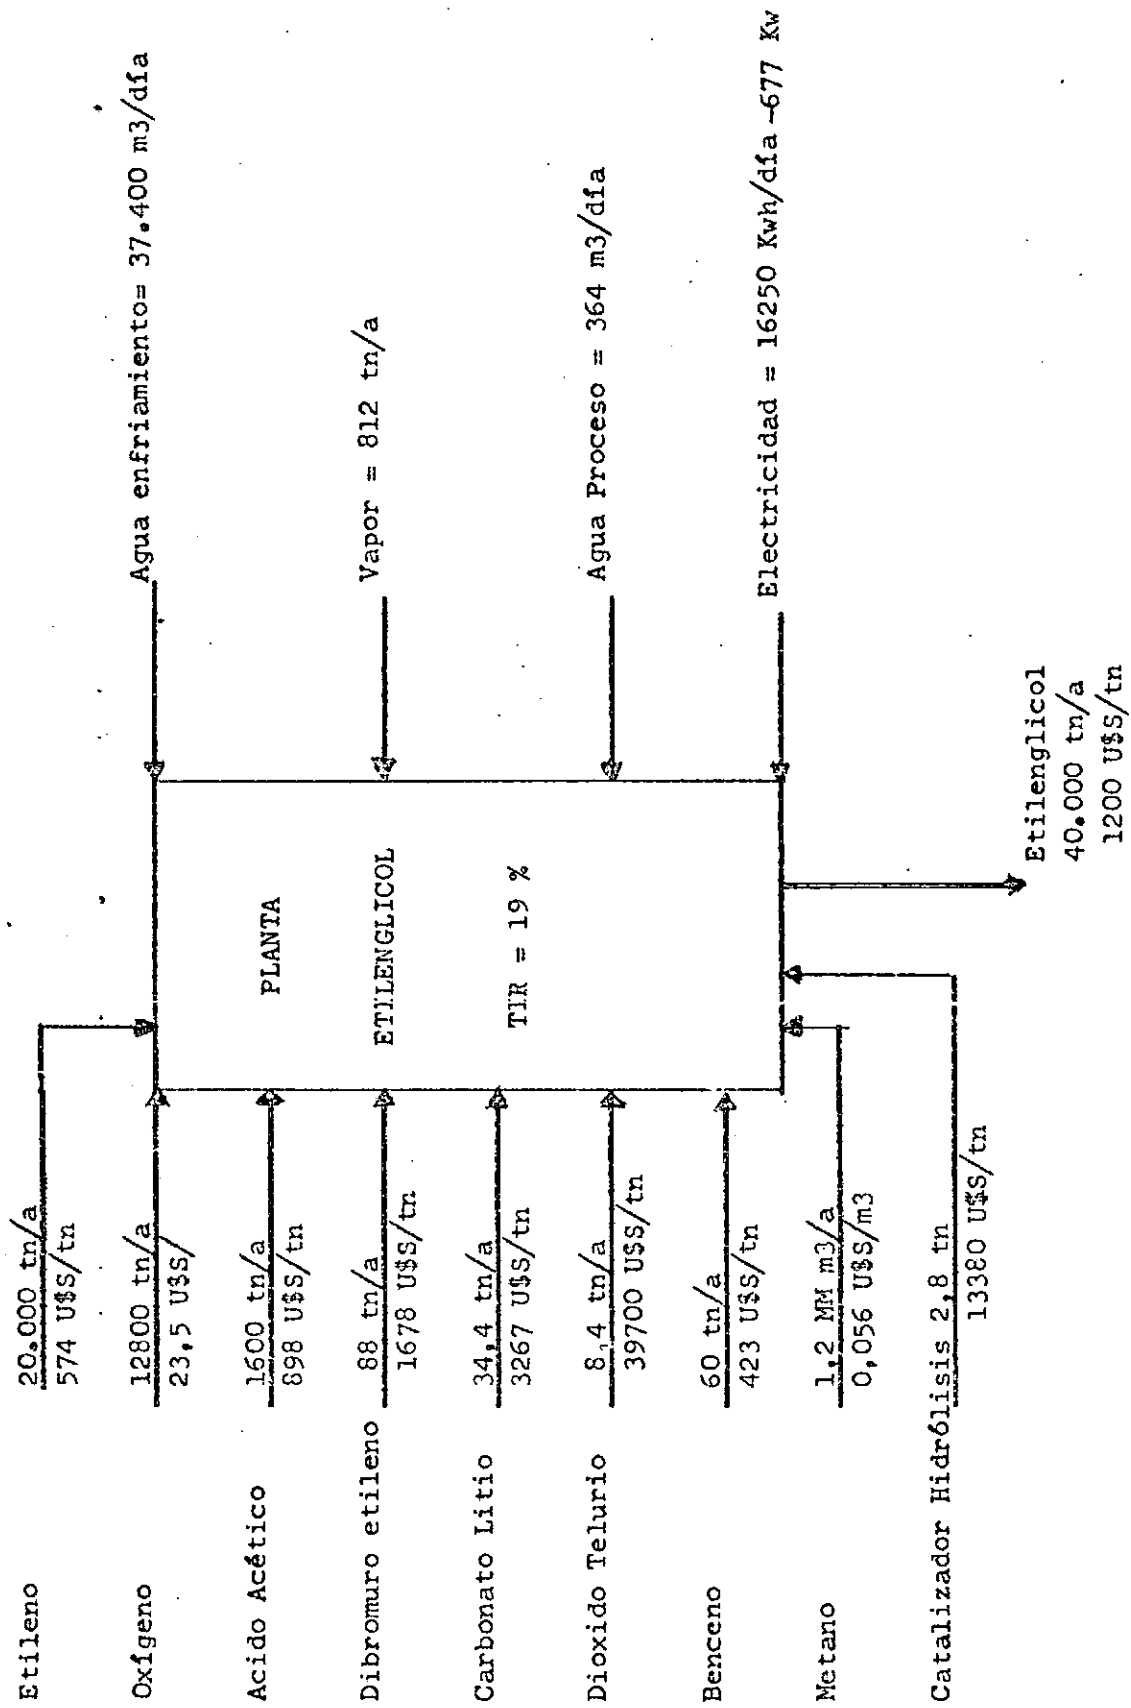 Etileno
20.000 tn/a
574 U$S/tn
Oxígeno
12800 tn/a
23,5 U$S/
Acido Acético
1600 tn/a
898 U$S/tn
Dibromuro etileno
88 tn/a
1678 U$S/tn
Carbonato Litio
34,4 tn/a
3267 U$S/tn
Dioxido Telurio
8,4 tn/a
39700 U$S/tn
Benceno
60 tn/a
423 U$S/tn
Metano
1,2 MM m3/a
0,056 U$S/m3
Catalizador Hidrólisis 2,8 tn
13380 U$S/tn
PLANTA
ETILENGLICOL
TIR = 19 %
Agua enfriamiento= 37.400 m3/día
Vapor = 812 tn/a
Agua Proceso = 364 m3/día
Electricidad = 16250 Kwh/día -677 Kw
Etilenglicol
40.000 tn/a
1200 U$S/tn